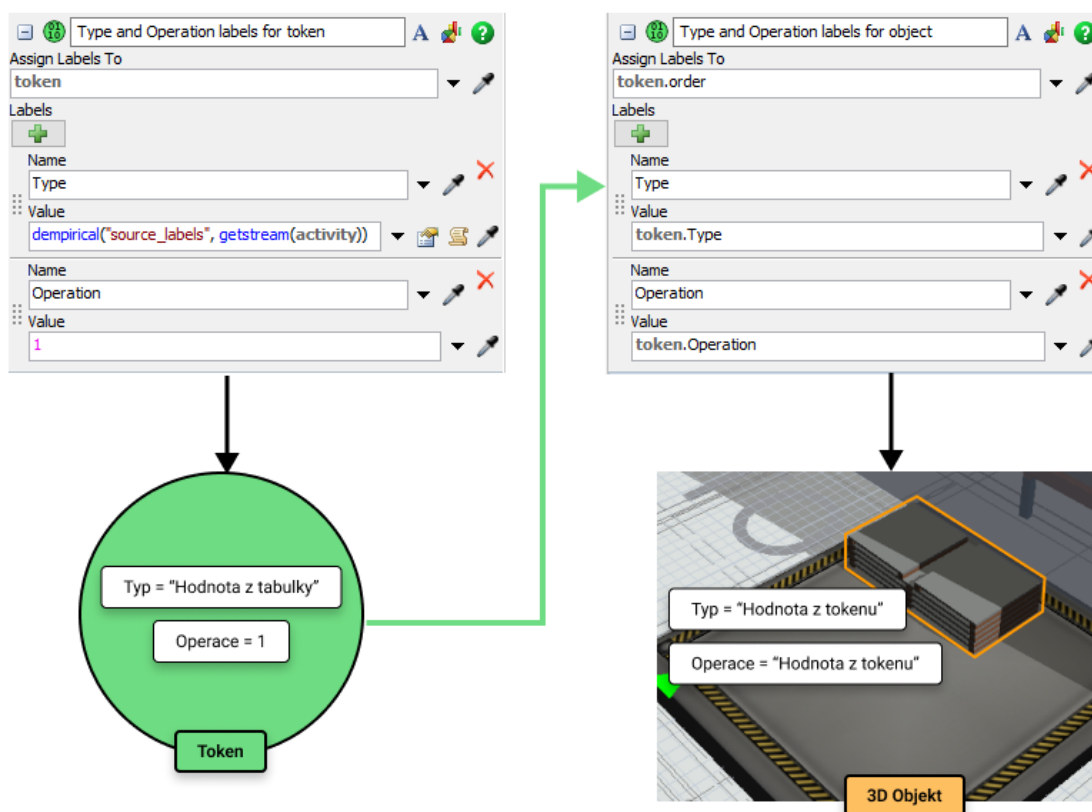 Type and Operation labels for token
Assign Labels To
token
Labels
Name
Type
Value
dempirical("source_labels", getstream(activity))
Name
Operation
Value
1
Typ = “Hodnota z tabulky”
Operace = 1
Token
Type and Operation labels for object
Assign Labels To
token.order
Labels
Name
Type
Value
token.Type
Name
Operation
Value
token.Operation
Typ = “Hodnota z tokenu”
Operace = “Hodnota z tokenu”
3D Objekt